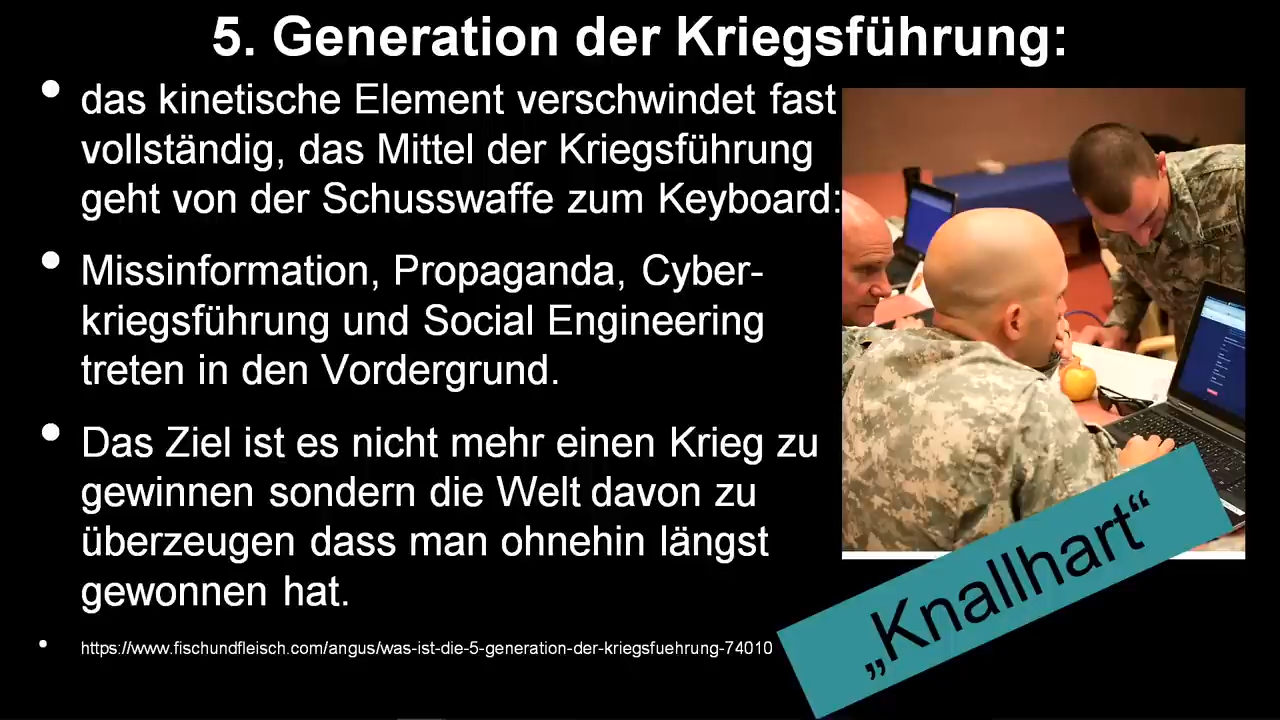 5. Generation der Kriegsführung:
• das kinetische Element verschwindet fast
vollständig, das Mittel der Kriegsführung
geht von der Schusswaffe zum Keyboard:
• Missinformation, Propaganda, Cyber-
kriegsführung und Social Engineering
treten in den Vordergrund.
• Das Ziel ist es nicht mehr einen Krieg zu
gewinnen sondern die Welt davon zu
überzeugen dass man ohnehin längst
gewonnen hat.
• https://www.fischundfleisch.com/angus/was-ist-die-5-generation-der-kriegsfuehrung-74010
„Knallhart“